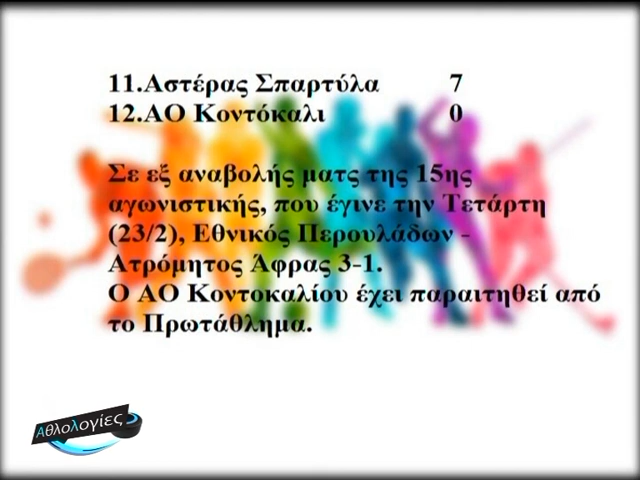 11.Αστέρας Σπαρτύλα 7
12.ΑΟ Κοντόκαλι 0
Σε εξ αναβολής ματς της 15ης
αγωνιστικής, που έγινε την Τετάρτη
(23/2), Εθνικός Περουλάδων -
Ατρόμητος Άφρας 3-1.
Ο ΑΟ Κοντοκαλίου έχει παραιτηθεί από
το Πρωτάθλημα.
Αθλολογίες